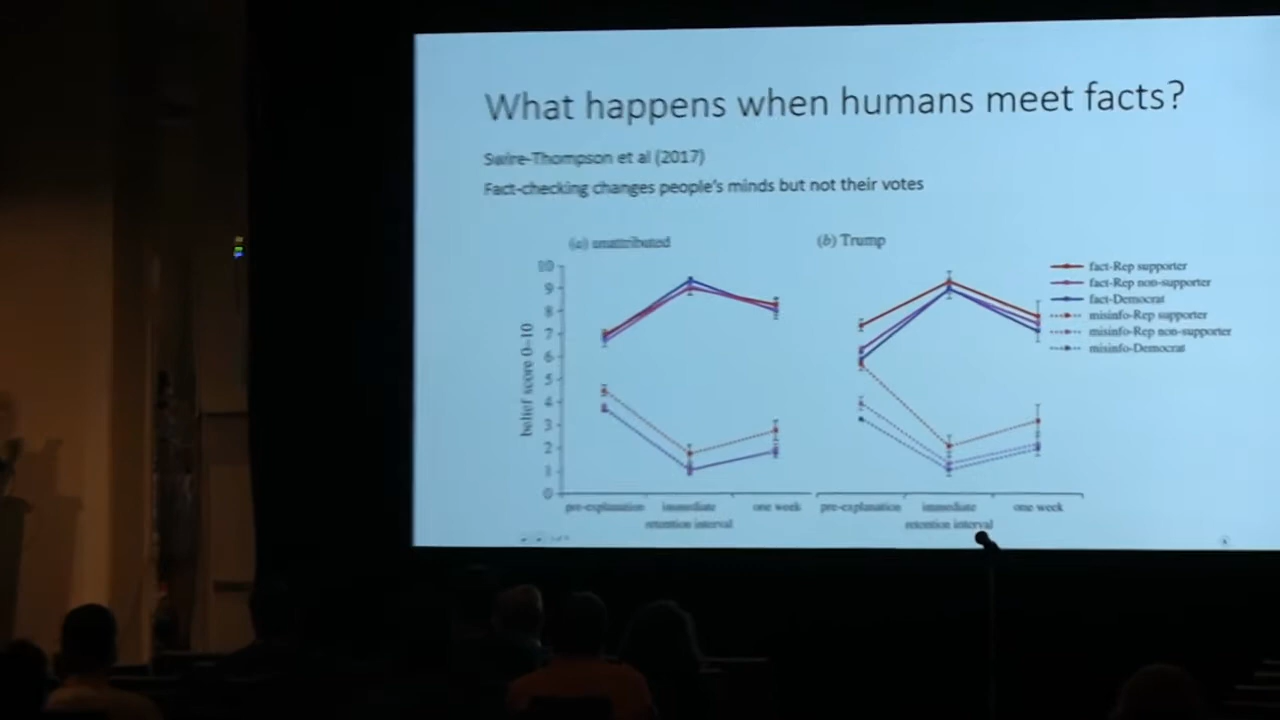 What happens when humans meet facts?
Swire-Thompson et al (2017)
Fact-checking changes people's minds but not their votes
(a) unattributed
(b) Trump
belief score 0–10
10
9
8
7
6
5
4
3
2
1
0
pre-explanation immediate one week
retention interval
pre-explanation immediate one week
retention interval
fact-Rep supporter
fact-Rep non-supporter
fact-Democrat
misinfo-Rep supporter
misinfo-Rep non-supporter
misinfo-Democrat